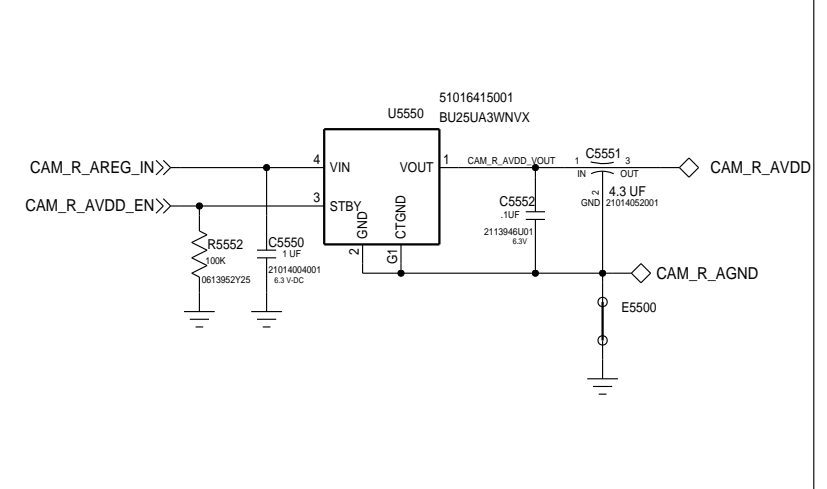 51016415001
U5550
BU25UA3WNVX
CAM_R_AREG_IN
4
VIN
VOUT
1
CAM_R_AVDD_VOUT
1
C5551
3
IN
OUT
CAM_R_AVDD
CAM_R_AVDD_EN
3
STBY
GND
CTGND
2
G1
C5552
.1UF
2113946U01
6.3V
2
GND
4.3 UF
21014052001
R5552
100K
0613952Y25
C5550
1 UF
21014004001
6.3 V-DC
CAM_R_AGND
E5500